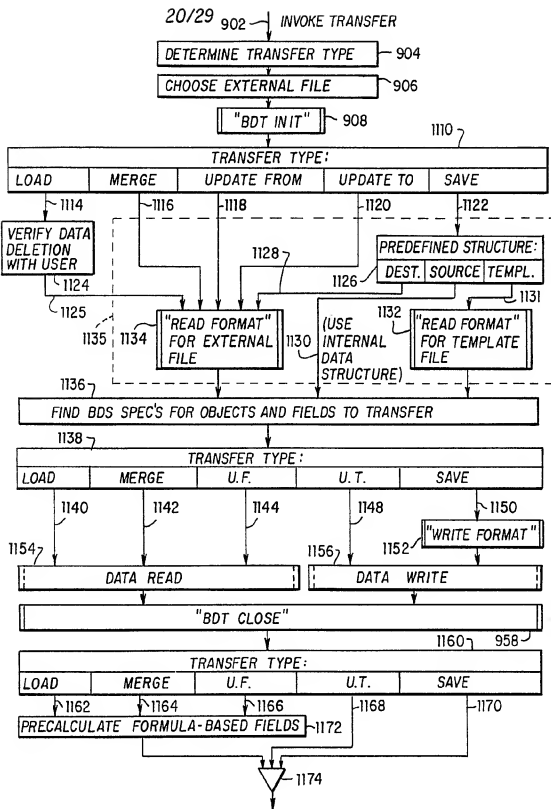 20/29
902
INVOKE TRANSFER
DETERMINE TRANSFER TYPE
904
CHOOSE EXTERNAL FILE
906
"BDT INIT"
908
1110
TRANSFER TYPE:
LOAD
MERGE
UPDATE FROM
UPDATE TO
SAVE
1114
1116
1118
1120
1122
VERIFY DATA
DELETION
WITH USER
1124
1125
1128
1126
PREDEFINED STRUCTURE:
DEST.
SOURCE
TEMPL.
1131
1135
1134
"READ FORMAT"
FOR EXTERNAL
FILE
1130
(USE
INTERNAL
DATA
STRUCTURE)
1132
"READ FORMAT"
FOR TEMPLATE
FILE
1136
FIND BDS SPEC'S FOR OBJECTS AND FIELDS TO TRANSFER
1138
TRANSFER TYPE:
LOAD
MERGE
U.F.
U.T.
SAVE
1140
1142
1144
1148
1150
1152
"WRITE FORMAT"
1154
DATA READ
1156
DATA WRITE
"BDT CLOSE"
958
1160
TRANSFER TYPE:
LOAD
MERGE
U.F.
U.T.
SAVE
1162
1164
1166
1168
1170
PRECALCULATE FORMULA-BASED FIELDS
1172
1174